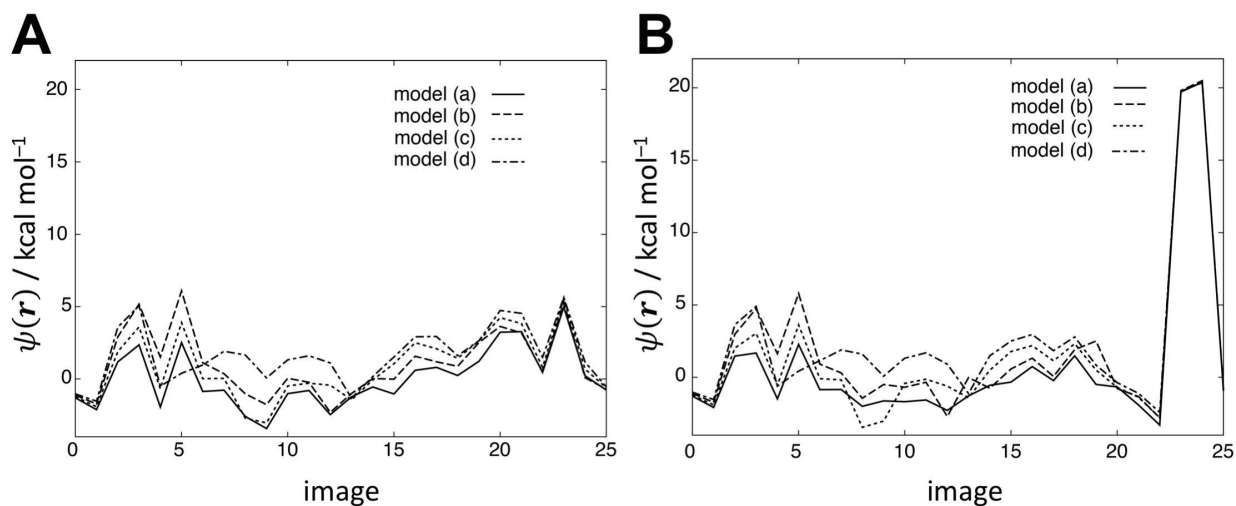 A
ψ(r) / kcal mol⁻¹
20
15
10
5
0
model (a)
model (b)
model (c)
model (d)
0 5 10 15 20 25
image
B
ψ(r) / kcal mol⁻¹
20
15
10
5
0
model (a)
model (b)
model (c)
model (d)
0 5 10 15 20 25
image